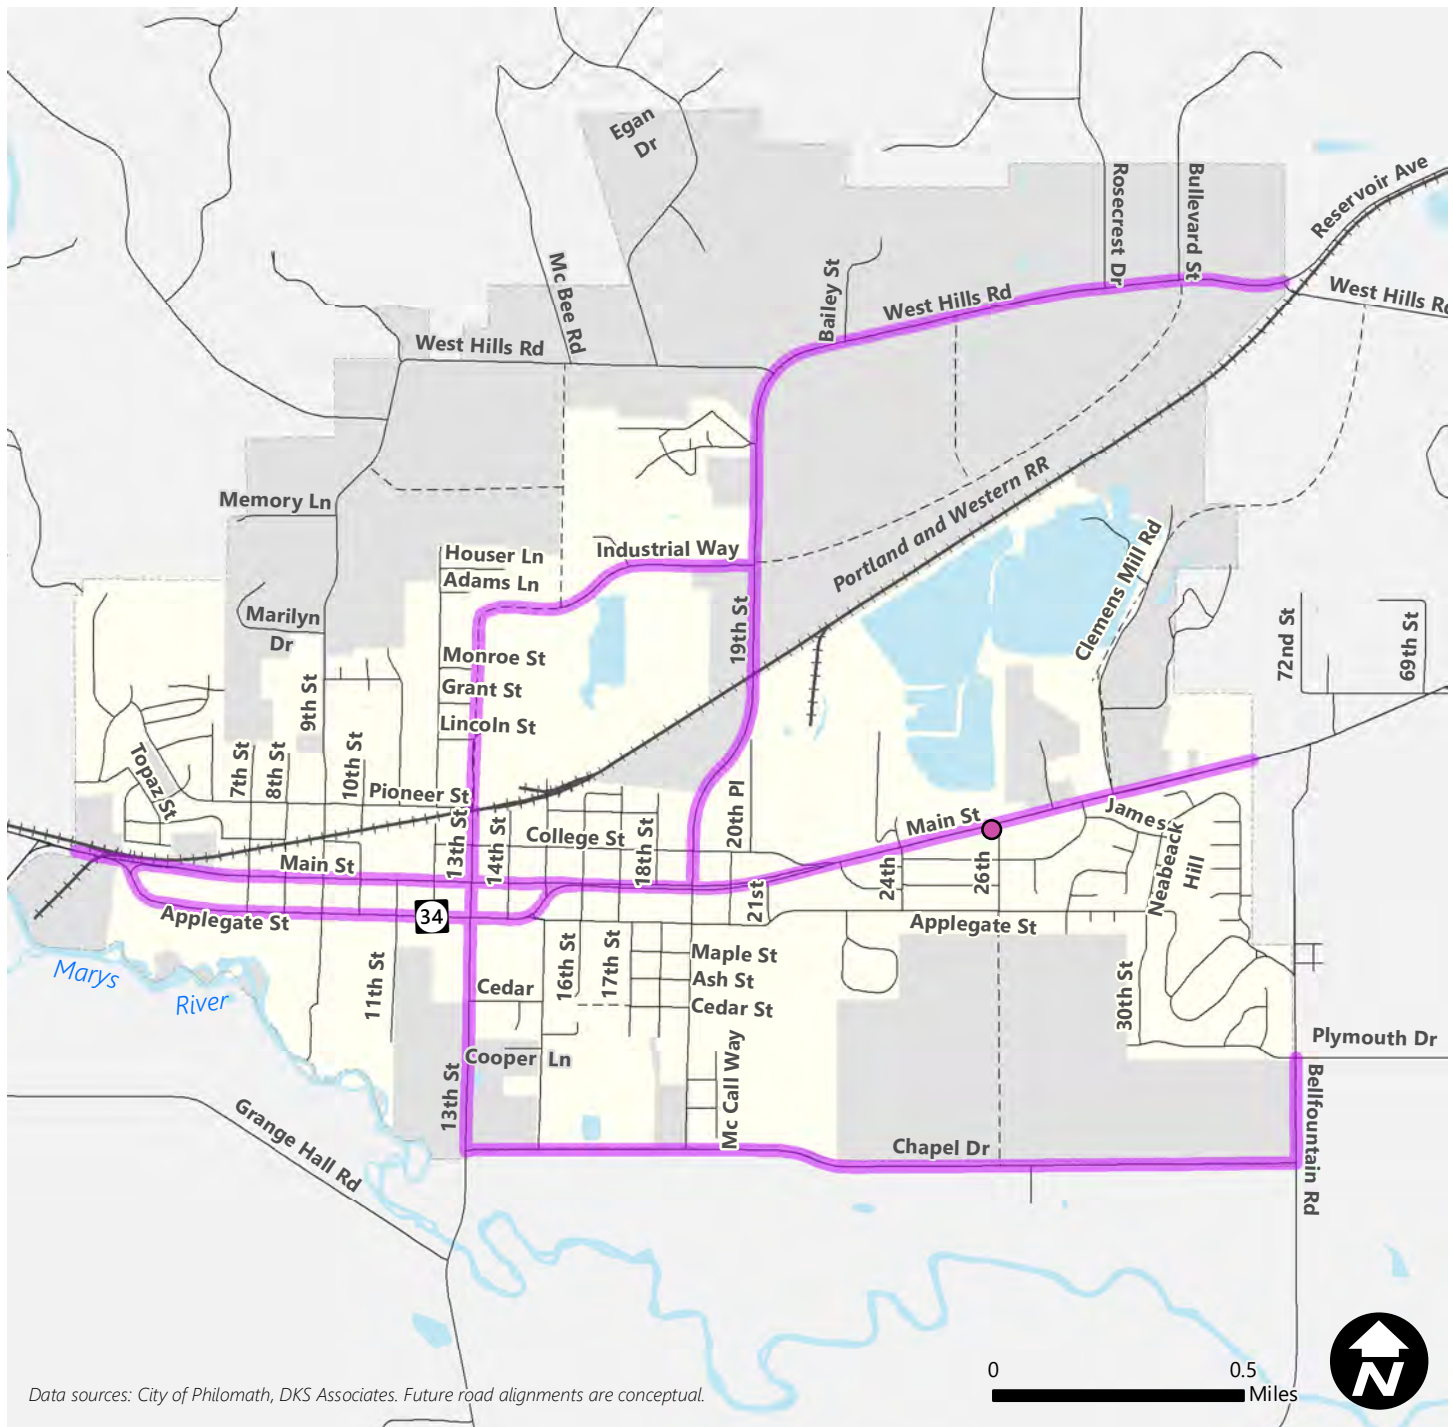 Egan
Dr
Reservoir Ave
Rosecrest Dr
Bullevard St
Mc Bee Rd
Bailey St
West Hills Rd
West Hills Rd
West Hills Rd
Portland and Western RR
Memory Ln
Houser Ln
Industrial Way
Adams Ln
Clemens Mill Rd
Marilyn
Dr
19th St
72nd St
69th St
Monroe St
Grant St
Lincoln St
9th St
Topaz St
7th St
8th St
10th St
Pioneer St
13th St
14th St
College St
18th St
20th Pl
Main St
James
Main St
24th
26th
Neabeack
Hill
21st
Applegate St
34
Applegate St
Marys
River
11th St
16th St
17th St
Maple St
Ash St
Cedar
Cedar St
30th St
Plymouth Dr
Cooper Ln
Mc Call Way
13th St
Chapel Dr
Bellfountain Rd
Grange Hall Rd
0
0.5
Miles
N
Data sources: City of Philomath, DKS Associates. Future road alignments are conceptual.